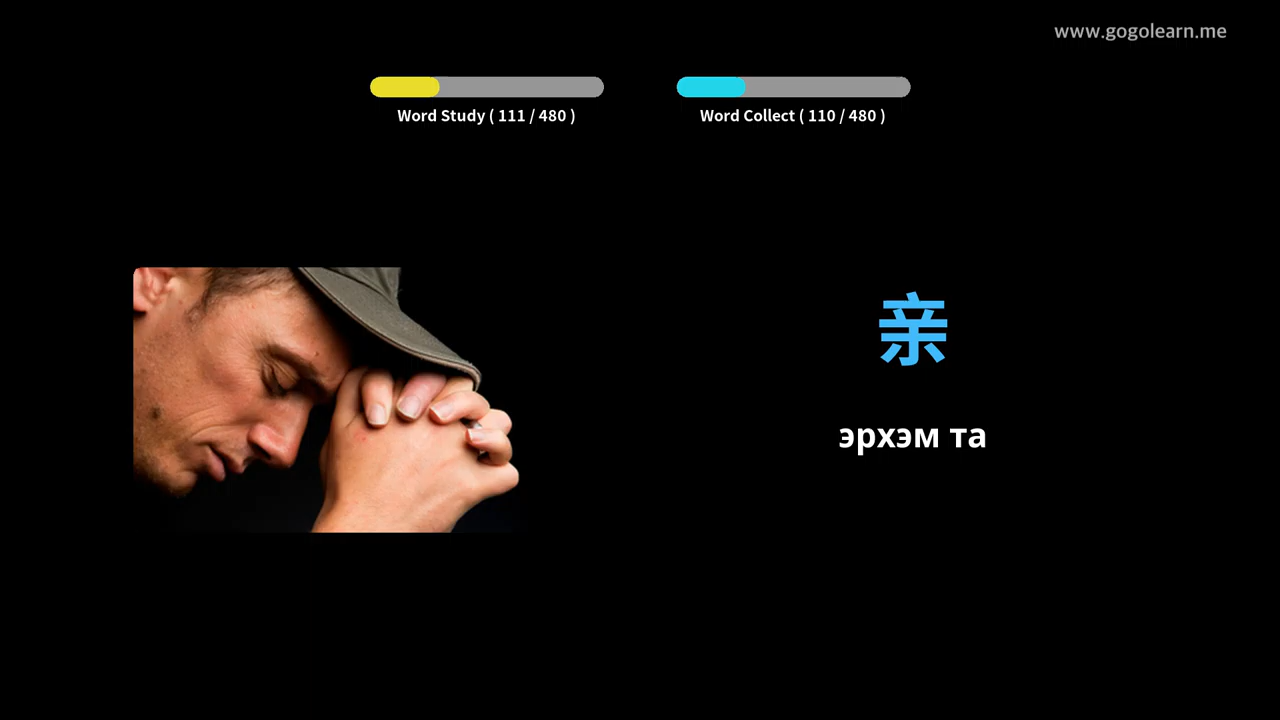 www.gogolearn.me
Word Study ( 111 / 480 )
Word Collect ( 110 / 480 )
亲
эрхэм та